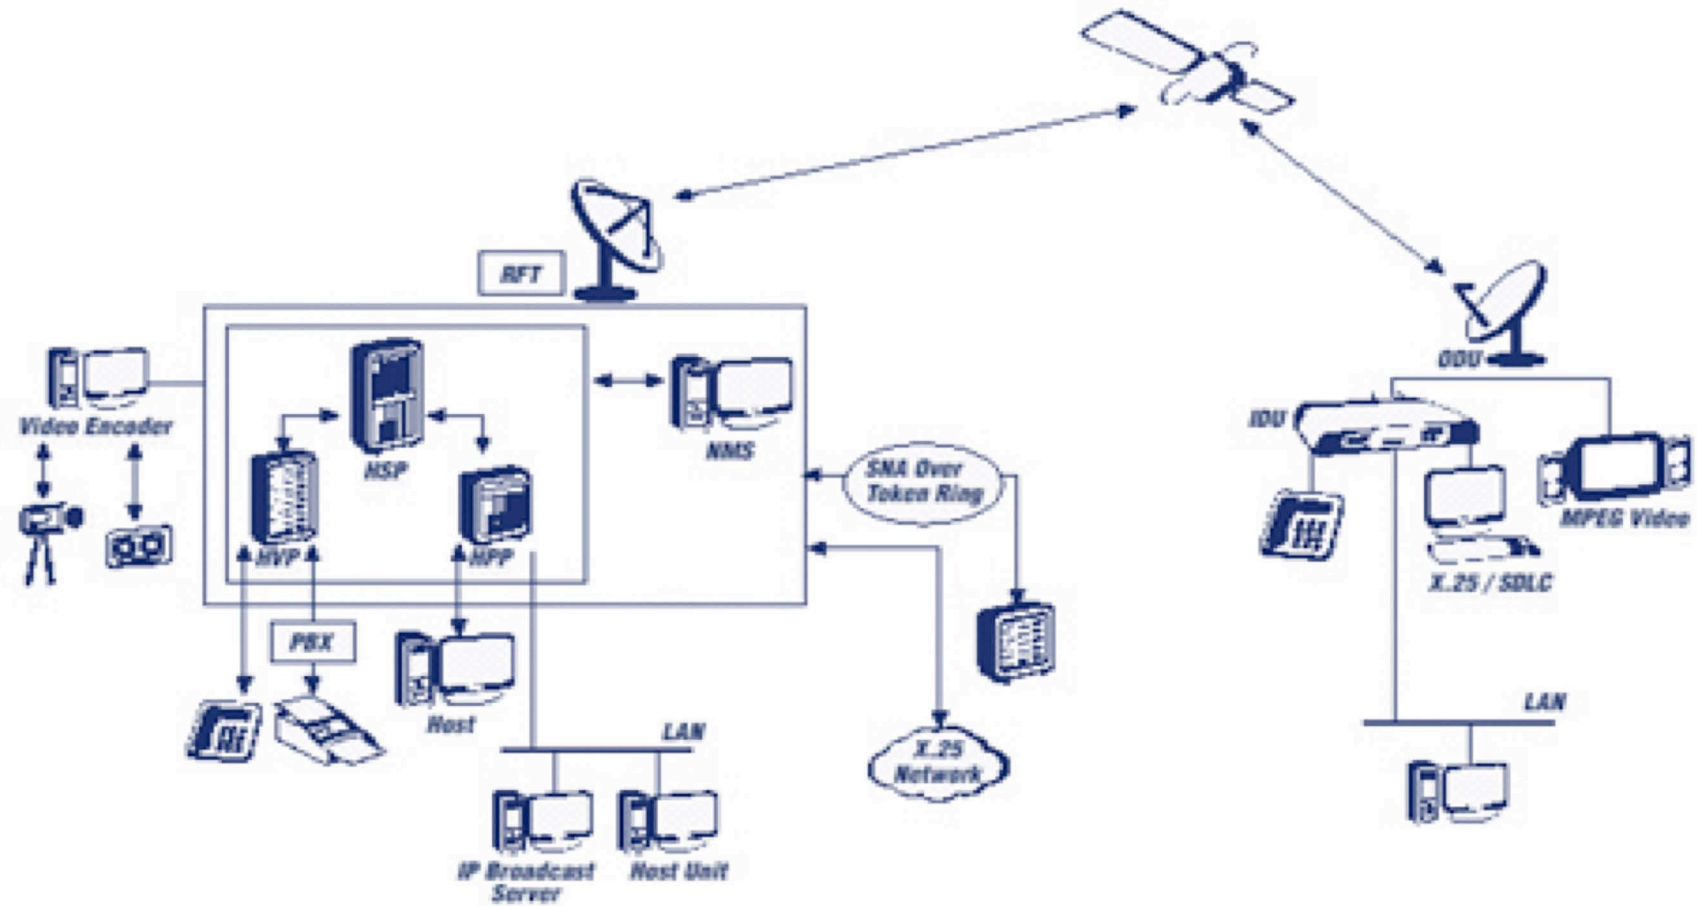 RFT
ODU
IDU
Video Encoder
HSP
NMS
SNA Over
Token Ring
MPEG Video
HVP
HPP
X.25 / SDLC
PBX
Host
LAN
LAN
X.25
Network
IP Broadcast
Server
Host Unit